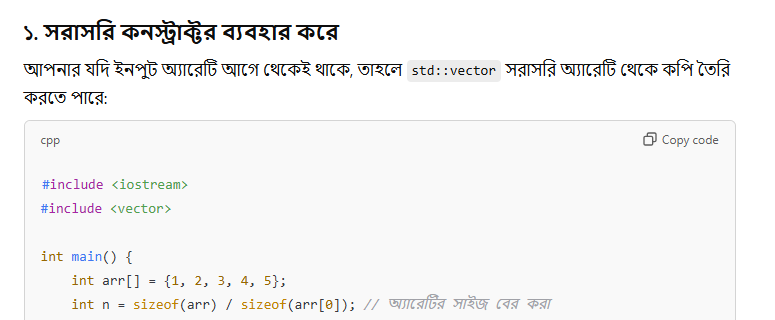 ১. সরাসরি কনস্ট্রাক্টর ব্যবহার করে
আপনার যদি ইনপুট অ্যারেটি আগে থেকেই থাকে, তাহলে std::vector সরাসরি অ্যারেটি থেকে কপি তৈরি
করতে পারে:
cpp Copy code
#include <iostream>
#include <vector>
int main() {
    int arr[] = {1, 2, 3, 4, 5};
    int n = sizeof(arr) / sizeof(arr[0]); // অ্যারেটির সাইজ বের করা